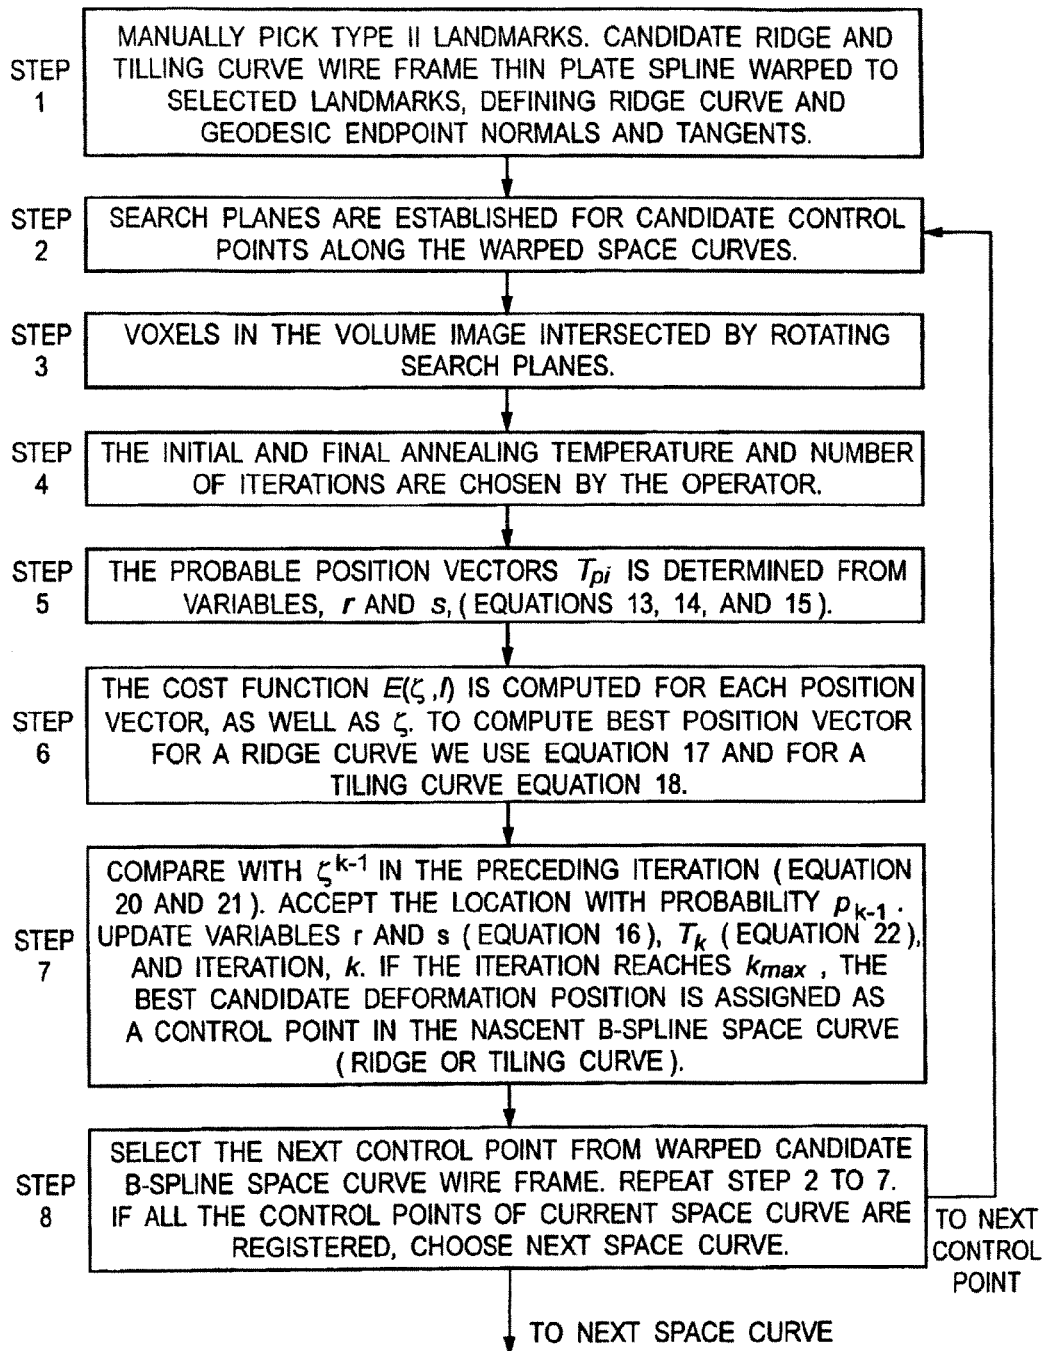 STEP 1
MANUALLY PICK TYPE II LANDMARKS. CANDIDATE RIDGE AND
TILLING CURVE WIRE FRAME THIN PLATE SPLINE WARPED TO
SELECTED LANDMARKS, DEFINING RIDGE CURVE AND
GEODESIC ENDPOINT NORMALS AND TANGENTS.
STEP 2
SEARCH PLANES ARE ESTABLISHED FOR CANDIDATE CONTROL
POINTS ALONG THE WARPED SPACE CURVES.
STEP 3
VOXELS IN THE VOLUME IMAGE INTERSECTED BY ROTATING
SEARCH PLANES.
STEP 4
THE INITIAL AND FINAL ANNEALING TEMPERATURE AND NUMBER
OF ITERATIONS ARE CHOSEN BY THE OPERATOR.
STEP 5
THE PROBABLE POSITION VECTORS T_pi IS DETERMINED FROM
VARIABLES, r AND s, (EQUATIONS 13, 14, AND 15).
STEP 6
THE COST FUNCTION E(ζ,I) IS COMPUTED FOR EACH POSITION
VECTOR, AS WELL AS ζ. TO COMPUTE BEST POSITION VECTOR
FOR A RIDGE CURVE WE USE EQUATION 17 AND FOR A
TILING CURVE EQUATION 18.
STEP 7
COMPARE WITH ζ^k-1 IN THE PRECEDING ITERATION (EQUATION
20 AND 21). ACCEPT THE LOCATION WITH PROBABILITY p_k-1.
UPDATE VARIABLES r AND s (EQUATION 16), T_k (EQUATION 22),
AND ITERATION, k. IF THE ITERATION REACHES k_max, THE
BEST CANDIDATE DEFORMATION POSITION IS ASSIGNED AS
A CONTROL POINT IN THE NASCENT B-SPLINE SPACE CURVE
(RIDGE OR TILING CURVE).
STEP 8
SELECT THE NEXT CONTROL POINT FROM WARPED CANDIDATE
B-SPLINE SPACE CURVE WIRE FRAME. REPEAT STEP 2 TO 7.
IF ALL THE CONTROL POINTS OF CURRENT SPACE CURVE ARE
REGISTERED, CHOOSE NEXT SPACE CURVE.
TO NEXT
CONTROL
POINT
TO NEXT SPACE CURVE